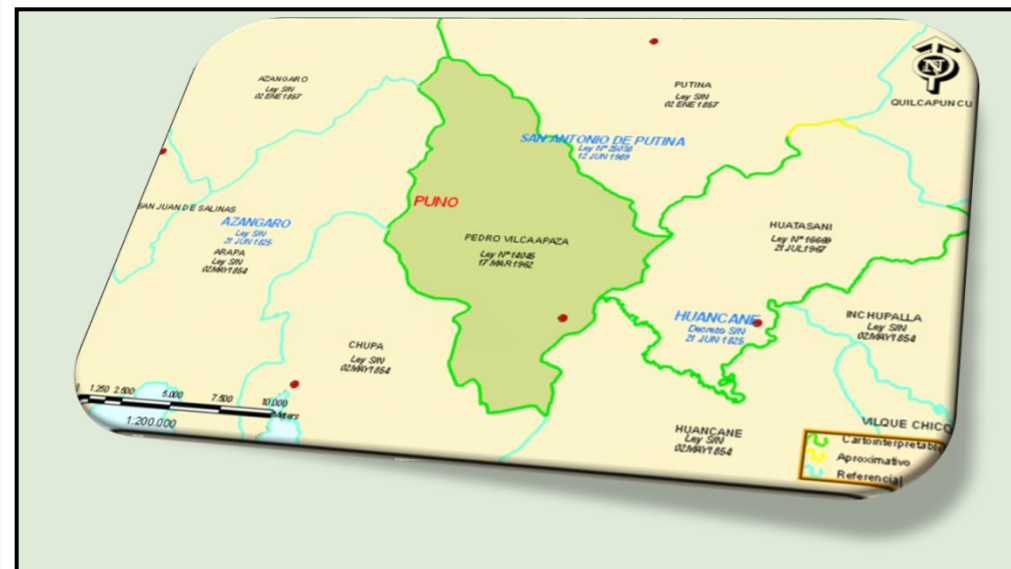 AZANGARO
Ley S/N
02 ENE 1857
PUTINA
Ley S/N
02 ENE 1857
N
QUILCAPUNCU
SAN ANTONIO DE PUTINA
Ley Nº 25038
12 JUN 1989
PUNO
SAN JUAN DE SALINAS
AZANGARO
Ley S/N
21 JUN 1825
ARAPA
Ley S/N
02MAY1854
PEDRO VILCAAPAZA
Ley Nº 14046
17 MAR 1962
HUATASANI
Ley Nº 16669
21 JUL1967
HUANCANE
Decreto S/N
21 JUN 1825
INCHUPALLA
Ley S/N
02MAY1854
CHUPA
Ley S/N
02MAY1854
1.250 2.500 5.000 7.500 10.000
Meters
1:200.000
HUANCANE
Ley S/N
02MAY1854
VILQUE CHICO
Cartointerpretable
Aproximativo
Referencial